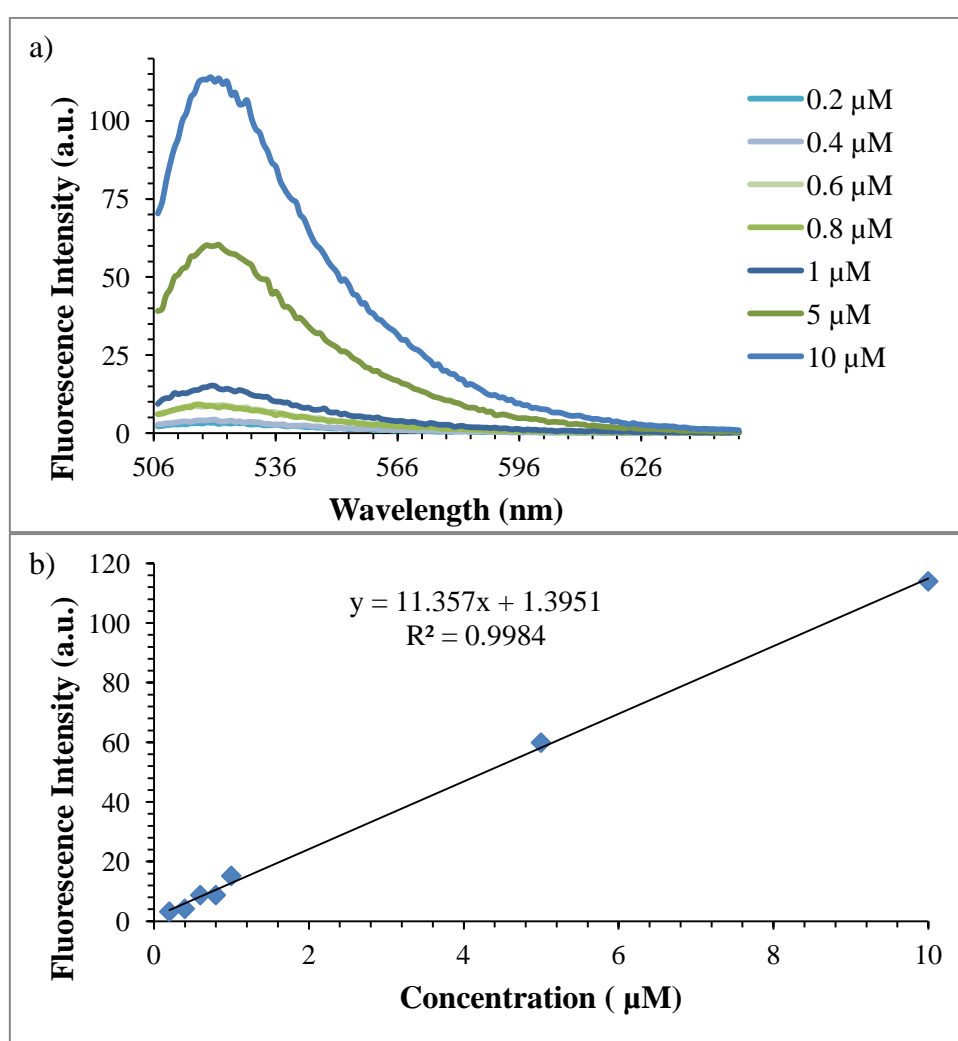 a)
Fluorescence Intensity (a.u.)
100
75
50
25
0
506 536 566 596 626
Wavelength (nm)
0.2 µM
0.4 µM
0.6 µM
0.8 µM
1 µM
5 µM
10 µM
b)
Fluorescence Intensity (a.u.)
120
100
80
60
40
20
0
y = 11.357x + 1.3951
R² = 0.9984
0 2 4 6 8 10
Concentration ( µM)